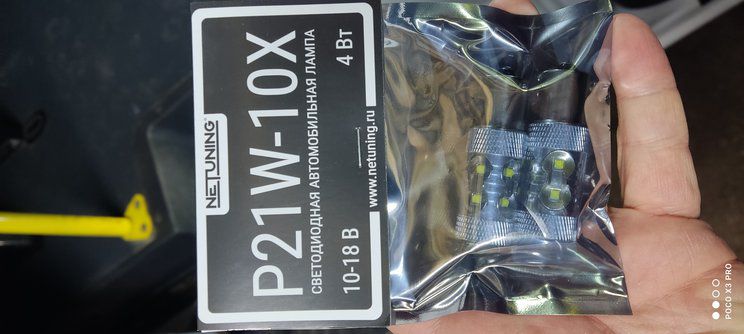 NETUNING
P21W-10X
СВЕТОДИОДНАЯ АВТОМОБИЛЬНАЯ ЛАМПА
10-18 В
4 Вт
www.netuning.ru
POCO X3 PRO